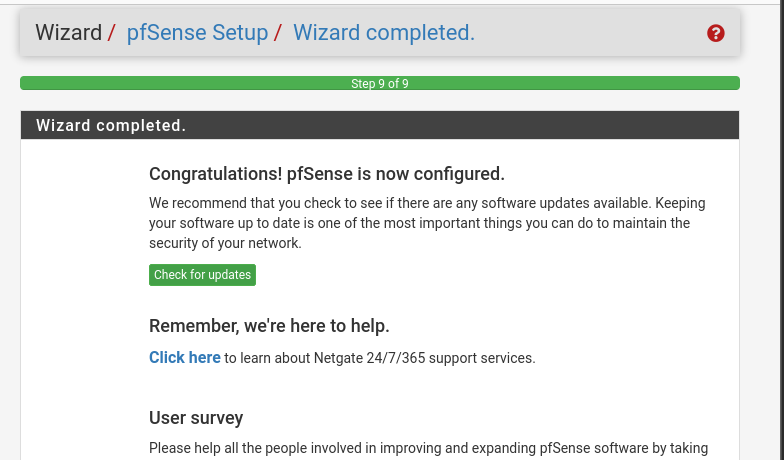 Wizard / pfSense Setup / Wizard completed.
Step 9 of 9
Wizard completed.
Congratulations! pfSense is now configured.
We recommend that you check to see if there are any software updates available. Keeping
your software up to date is one of the most important things you can do to maintain the
security of your network.
Check for updates
Remember, we're here to help.
Click here to learn about Netgate 24/7/365 support services.
User survey
Please help all the people involved in improving and expanding pfSense software by taking